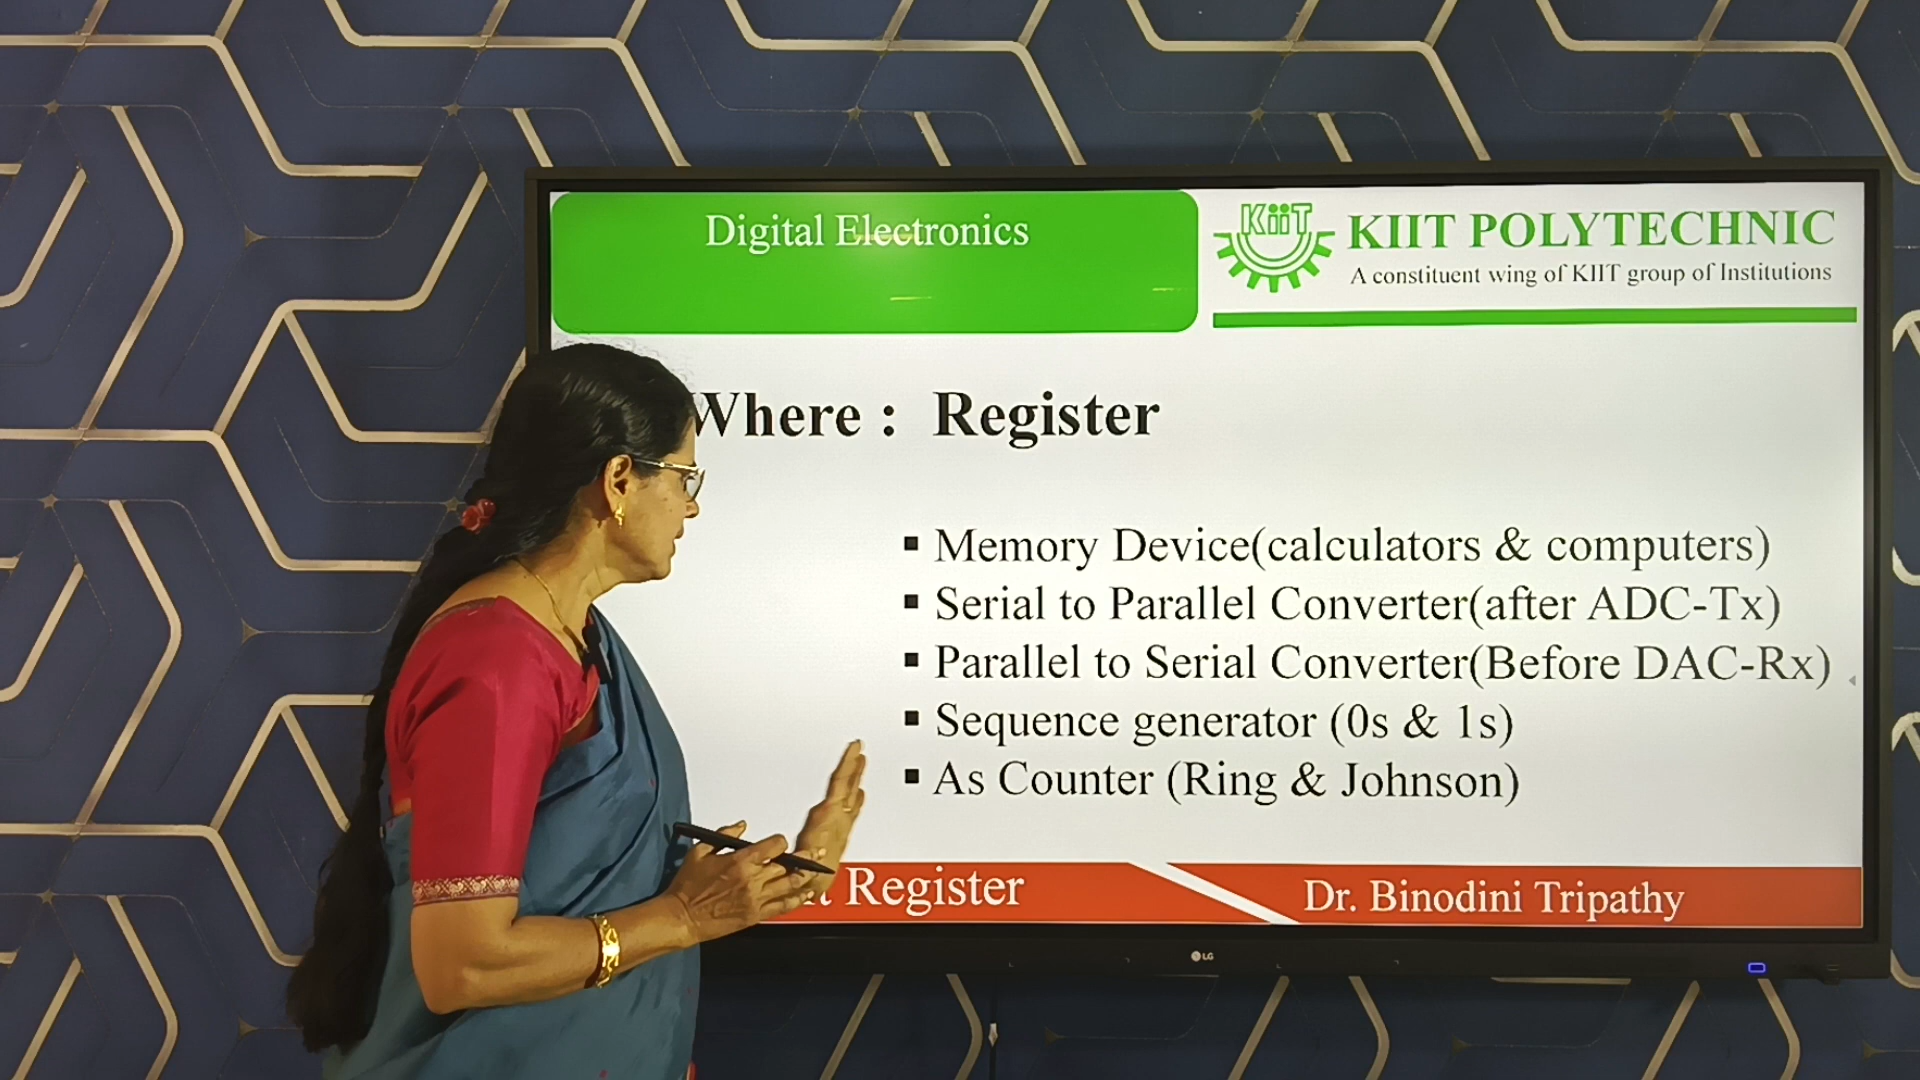 Digital Electronics
KiiT
KIIT POLYTECHNIC
A constituent wing of KIIT group of Institutions
Where : Register
▪ Memory Device(calculators & computers)
▪ Serial to Parallel Converter(after ADC-Tx)
▪ Parallel to Serial Converter(Before DAC-Rx)
▪ Sequence generator (0s & 1s)
▪ As Counter (Ring & Johnson)
Register
Dr. Binodini Tripathy
LG